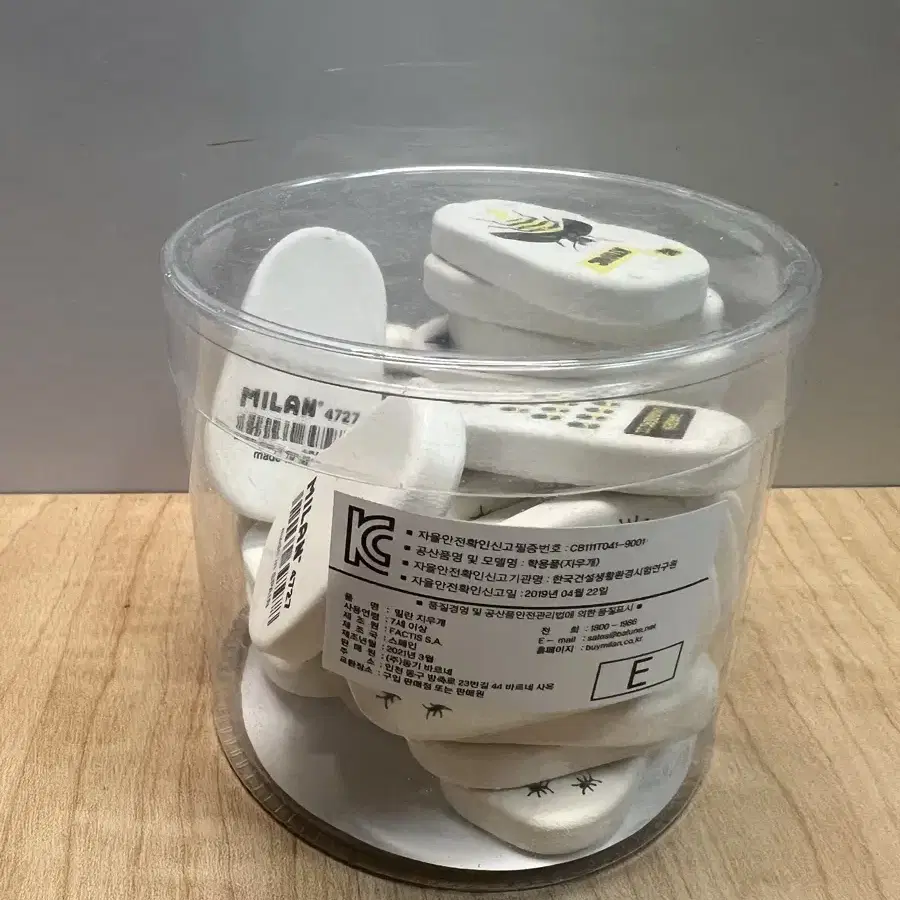 MILAN® 4727
made
MILAN® 4727
KC
■ 자율안전확인신고필증번호 : CB111T041-9001
■ 공산품명 및 모델명 : 학용품(지우개)
■ 자율안전확인신고기관명 : 한국건설생활환경시험연구원
■ 자율안전확인신고일 : 2019년 04월 22일
■ 품질경영 및 공산품안전관리법에 의한 품질표시 ■
품 명 : 밀란 지우개
사용연령 : 7세 이상
제 조 원 : FACTIS S.A.
제 조 국 : 스페인
제조년월 : 2021년 3월
판 매 원 : (주)동기 바르네
주 소 : 인천 동구 방축로 23번길 44 바르네 사옥
교환장소 : 구입 판매점 또는 판매원
전 화 : 1800-1986
E-mail : sales@barune.net
홈페이지 : buymilan.co.kr
E